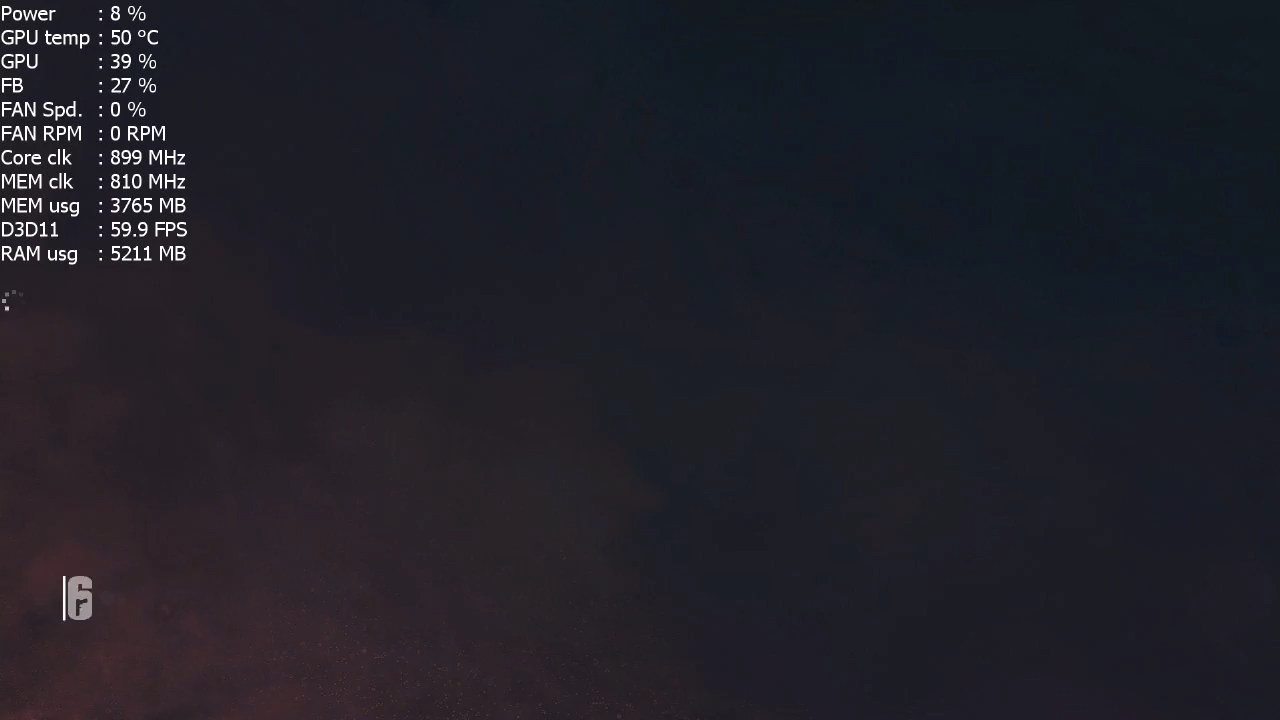 Power : 8 %
GPU temp : 50 °C
GPU : 39 %
FB : 27 %
FAN Spd. : 0 %
FAN RPM : 0 RPM
Core clk : 899 MHz
MEM clk : 810 MHz
MEM usg : 3765 MB
D3D11 : 59.9 FPS
RAM usg : 5211 MB
6